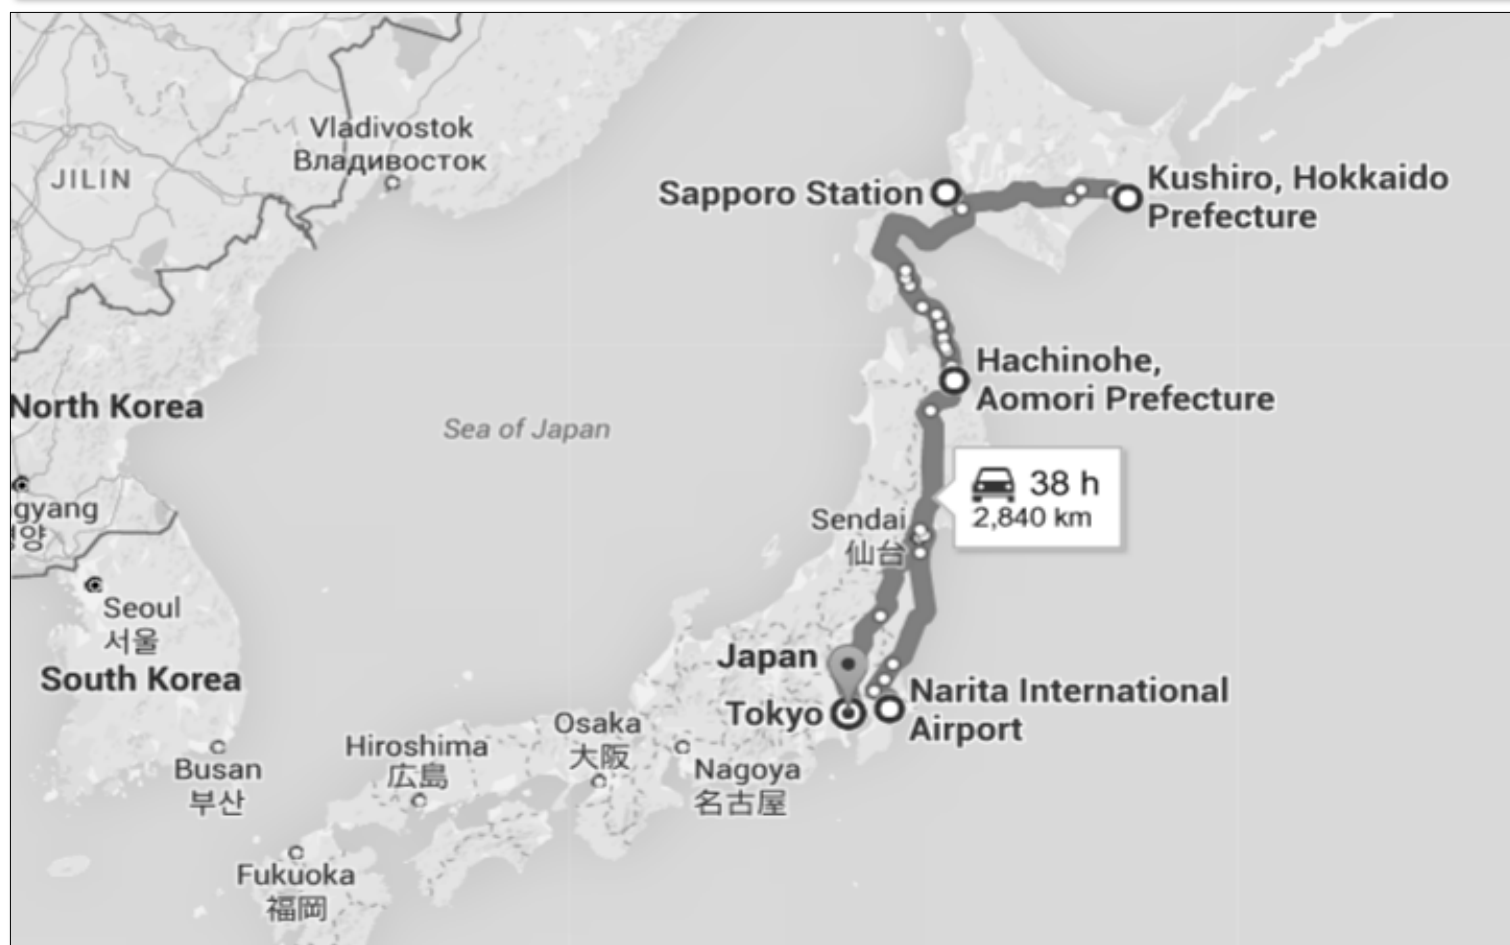 Vladivostok
Владивосток
JILIN
Sapporo Station
Kushiro, Hokkaido
Prefecture
Hachinohe,
Aomori Prefecture
North Korea
Sea of Japan
38 h
2,840 km
gyang
양
Sendai
仙台
Seoul
서울
South Korea
Japan
Tokyo
Narita International
Airport
Osaka
大阪
Hiroshima
広島
Nagoya
名古屋
Busan
부산
Fukuoka
福岡